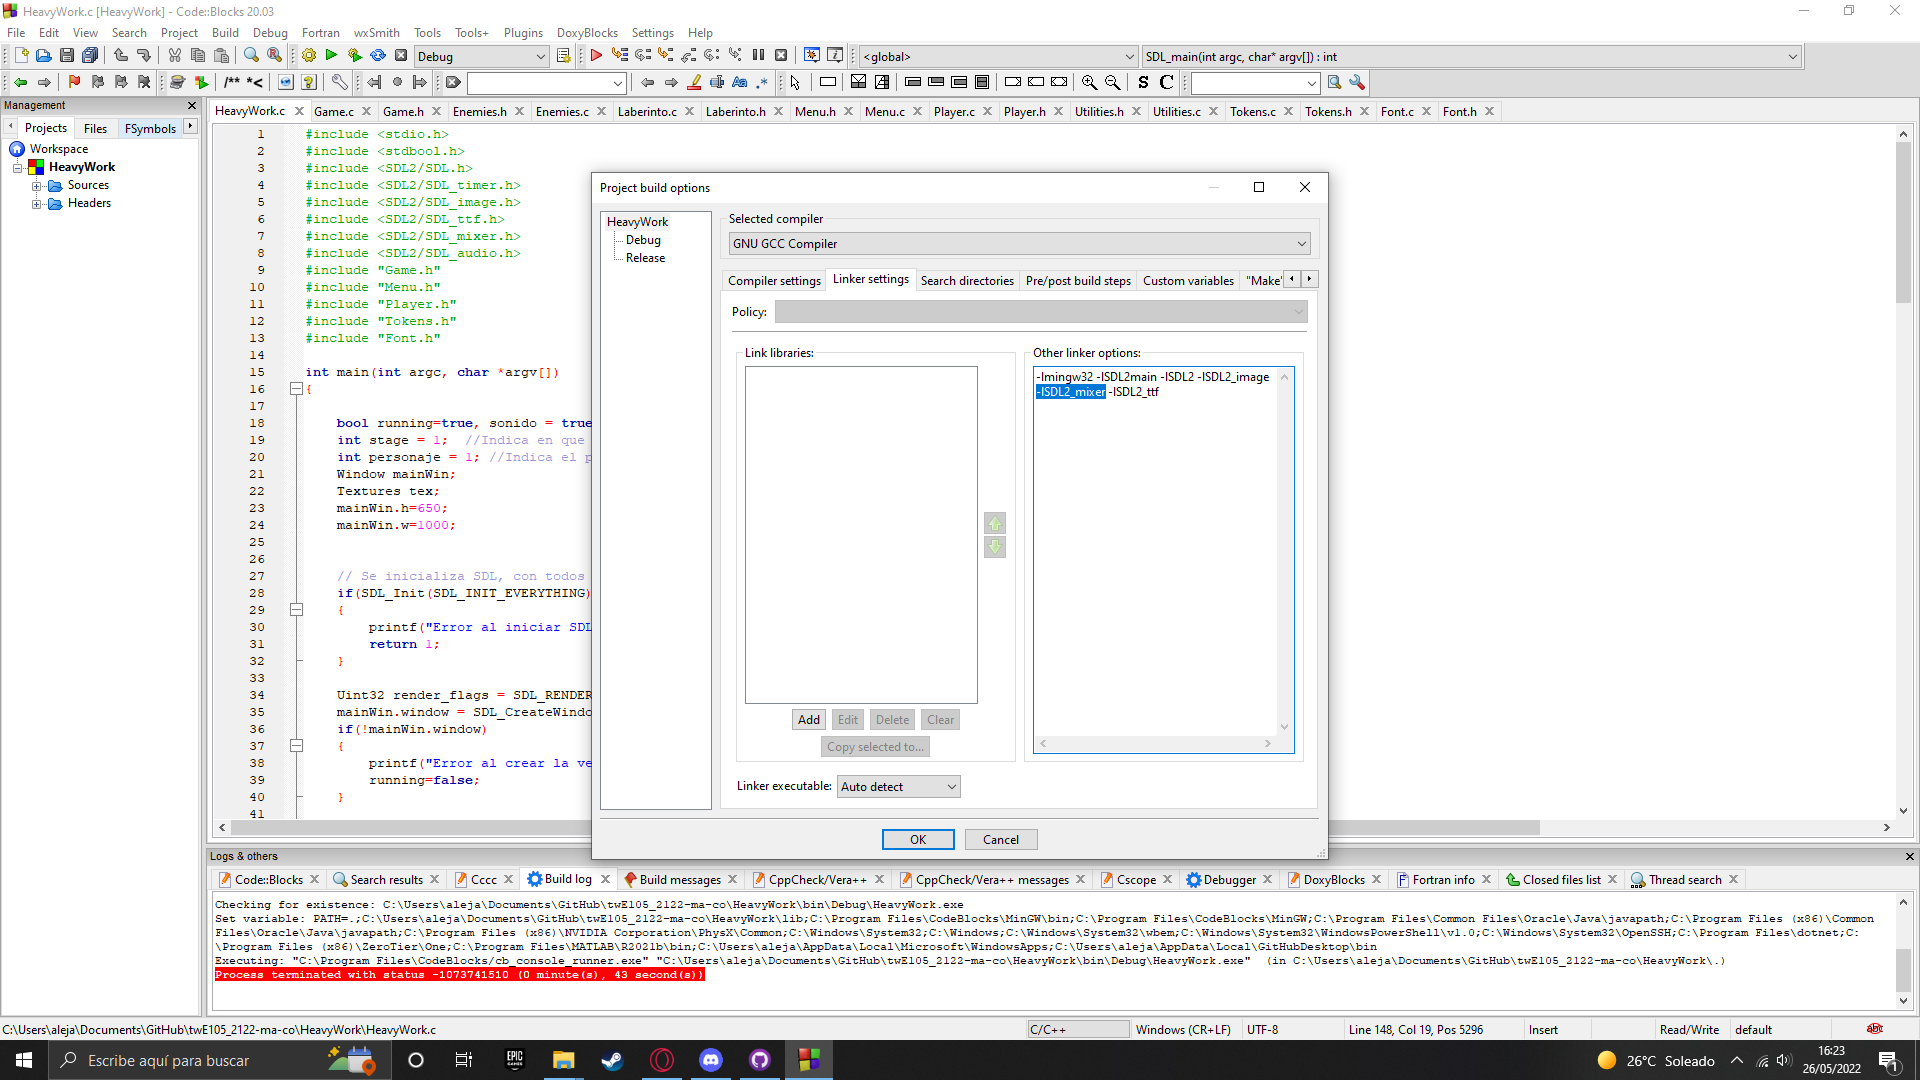 HeavyWork.c [HeavyWork] - Code::Blocks 20.03
File Edit View Search Project Build Debug Fortran wxSmith Tools Tools+ Plugins DoxyBlocks Settings Help
Debug
<global>
SDL_main(int argc, char* argv[]) : int
/** *<
S C
Management
Projects Files FSymbols
Workspace
HeavyWork
Sources
Headers
HeavyWork.c Game.c Game.h Enemies.h Enemies.c Laberinto.c Laberinto.h Menu.h Menu.c Player.c Player.h Utilities.h Utilities.c Tokens.c Tokens.h Font.c Font.h
1 #include <stdio.h>
2 #include <stdbool.h>
3 #include <SDL2/SDL.h>
4 #include <SDL2/SDL_timer.h>
5 #include <SDL2/SDL_image.h>
6 #include <SDL2/SDL_ttf.h>
7 #include <SDL2/SDL_mixer.h>
8 #include <SDL2/SDL_audio.h>
9 #include "Game.h"
10 #include "Menu.h"
11 #include "Player.h"
12 #include "Tokens.h"
13 #include "Font.h"
14
15 int main(int argc, char *argv[])
16 {
17
18 bool running=true, sonido = true
19 int stage = 1; //Indica en que
20 int personaje = 1; //Indica el p
21 Window mainWin;
22 Textures tex;
23 mainWin.h=650;
24 mainWin.w=1000;
25
26
27 // Se inicializa SDL, con todos
28 if(SDL_Init(SDL_INIT_EVERYTHING)
29 {
30 printf("Error al iniciar SDL
31 return 1;
32 }
33
34 Uint32 render_flags = SDL_RENDER
35 mainWin.window = SDL_CreateWindo
36 if(!mainWin.window)
37 {
38 printf("Error al crear la ve
39 running=false;
40 }
41
Project build options
HeavyWork
Debug
Release
Selected compiler
GNU GCC Compiler
Compiler settings Linker settings Search directories Pre/post build steps Custom variables "Make'
Policy:
Link libraries:
Add Edit Delete Clear
Copy selected to...
Other linker options:
-lmingw32 -lSDL2main -lSDL2 -lSDL2_image
-lSDL2_mixer -lSDL2_ttf
Linker executable: Auto detect
OK Cancel
Logs & others
Code::Blocks Search results Cccc Build log Build messages CppCheck/Vera++ CppCheck/Vera++ messages Cscope Debugger DoxyBlocks Fortran info Closed files list Thread search
Checking for existence: C:\Users\aleja\Documents\GitHub\twE105_2122-ma-co\HeavyWork\bin\Debug\HeavyWork.exe
Set variable: PATH=.;C:\Users\aleja\Documents\GitHub\twE105_2122-ma-co\HeavyWork\lib;C:\Program Files\CodeBlocks\MinGW\bin;C:\Program Files\CodeBlocks\MinGW;C:\Program Files\Common Files\Oracle\Java\javapath;C:\Program Files (x86)\Common
Files\Oracle\Java\javapath;C:\Program Files (x86)\NVIDIA Corporation\PhysX\Common;C:\Windows\System32;C:\Windows;C:\Windows\System32\wbem;C:\Windows\System32\WindowsPowerShell\v1.0;C:\Windows\System32\OpenSSH;C:\Program Files\dotnet;C:
\Program Files (x86)\ZeroTier\One;C:\Program Files\MATLAB\R2021b\bin;C:\Users\aleja\AppData\Local\Microsoft\WindowsApps;C:\Users\aleja\AppData\Local\GitHubDesktop\bin
Executing: "C:\Program Files\CodeBlocks/cb_console_runner.exe" "C:\Users\aleja\Documents\GitHub\twE105_2122-ma-co\HeavyWork\bin\Debug\HeavyWork.exe" (in C:\Users\aleja\Documents\GitHub\twE105_2122-ma-co\HeavyWork\.)
Process terminated with status -1073741510 (0 minute(s), 43 second(s))
C:\Users\aleja\Documents\GitHub\twE105_2122-ma-co\HeavyWork\HeavyWork.c C/C++ Windows (CR+LF) UTF-8 Line 148, Col 19, Pos 5296 Insert Read/Write default abc
Escribe aquí para buscar
EPIC GAMES
26°C Soleado
16:23
26/05/2022
1